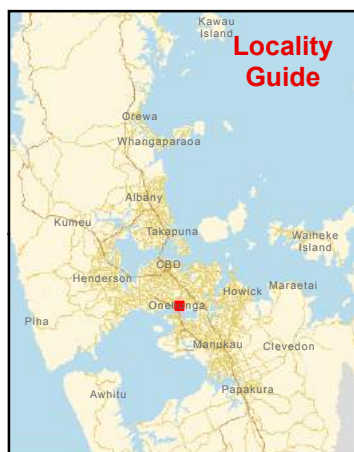 Kawau
Island
Locality
Guide
Orewa
Whangaparaoa
Albany
Kumeu
Takapuna
Waiheke
Island
CBD
Henderson
Howick
Maraetai
Onehunga
Piha
Manukau
Clevedon
Awhitu
Papakura